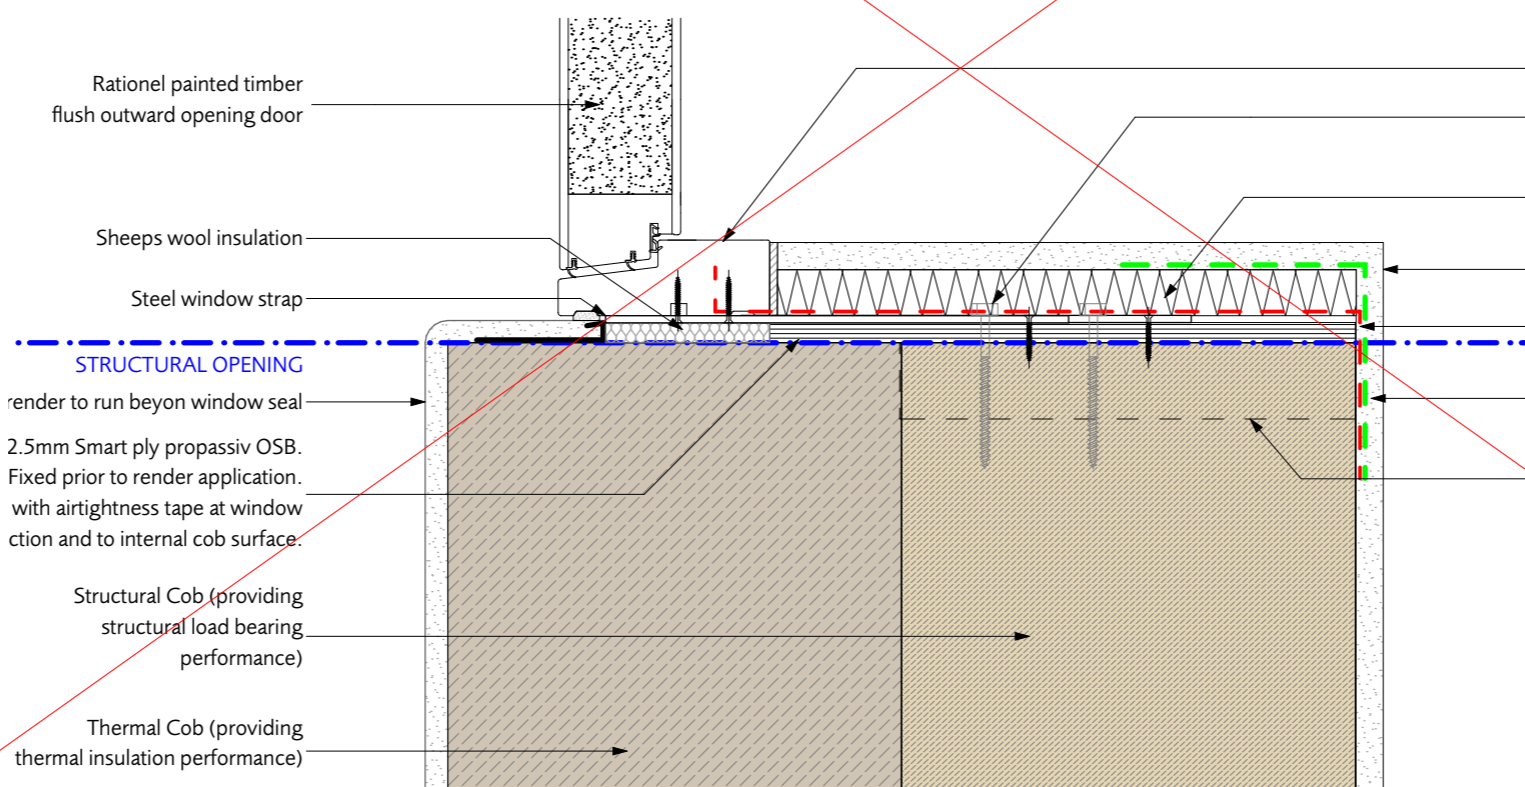 Rationel painted timber
flush outward opening door
Sheeps wool insulation
Steel window strap
STRUCTURAL OPENING
render to run beyon window seal
2.5mm Smart ply propassiv OSB.
Fixed prior to render application.
with airtightness tape at window
ction and to internal cob surface.
Structural Cob (providing
structural load bearing
performance)
Thermal Cob (providing
thermal insulation performance)